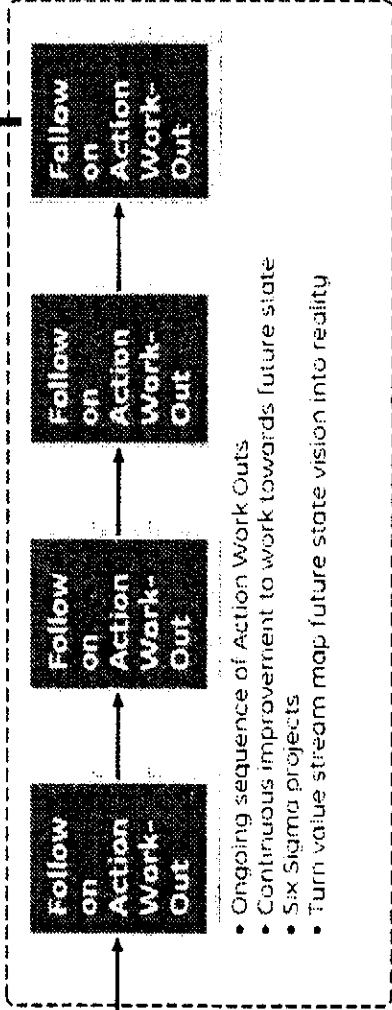 Follow
on
Action
Work-
Out
Follow
on
Action
Work-
Out
Follow
on
Action
Work-
Out
Follow
on
Action
Work-
Out
• Ongoing sequence of Action Work Outs
• Continuous improvement to work towards future state
• Six Sigma projects
• Turn value stream map future state vision into reality